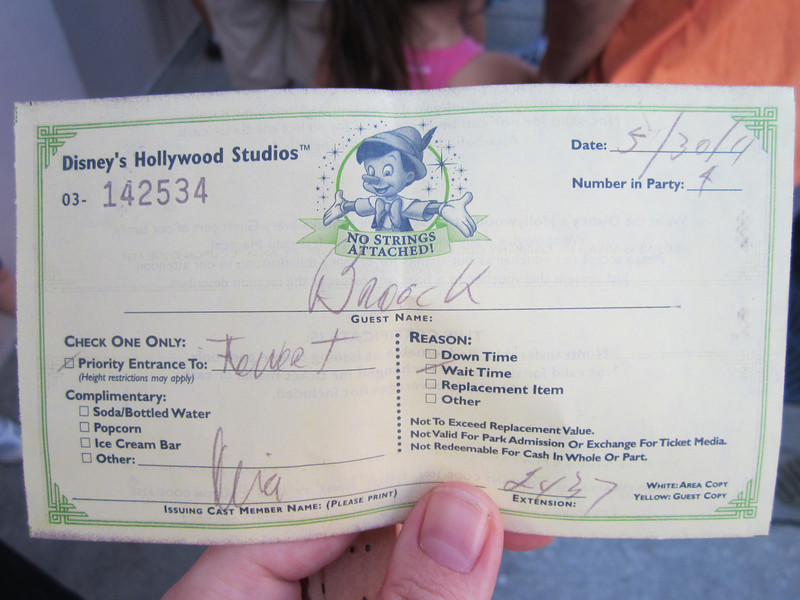 Disney's Hollywood Studios™
03- 142534
Date: 5/30/11
Number in Party: 4
NO STRINGS
ATTACHED!
GUEST NAME:
CHECK ONE ONLY:
Priority Entrance To:
(Height restrictions may apply)
Complimentary:
Soda/Bottled Water
Popcorn
Ice Cream Bar
Other:
REASON:
Down Time
Wait Time
Replacement Item
Other
Not To Exceed Replacement Value.
Not Valid For Park Admission Or Exchange For Ticket Media.
Not Redeemable For Cash In Whole Or Part.
ISSUING CAST MEMBER NAME: (PLEASE PRINT)
EXTENSION:
WHITE: AREA COPY
YELLOW: GUEST COPY